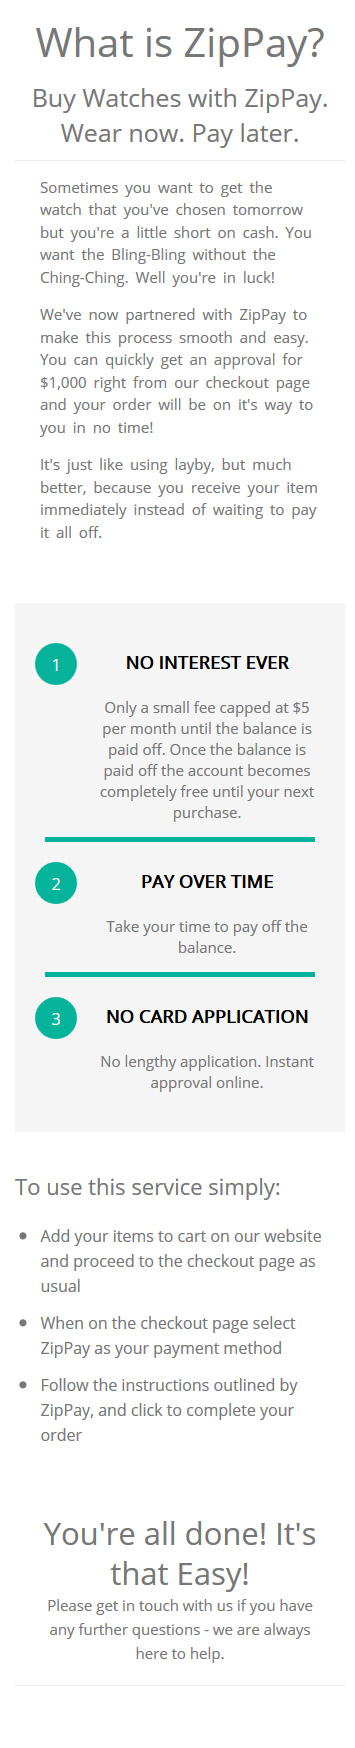 What is ZipPay?
Buy Watches with ZipPay.
Wear now. Pay later.
Sometimes you want to get the
watch that you've chosen tomorrow
but you're a little short on cash. You
want the Bling-Bling without the
Ching-Ching. Well you're in luck!
We've now partnered with ZipPay to
make this process smooth and easy.
You can quickly get an approval for
$1,000 right from our checkout page
and your order will be on it's way to
you in no time!
It's just like using layby, but much
better, because you receive your item
immediately instead of waiting to pay
it all off.
1
NO INTEREST EVER
Only a small fee capped at $5
per month until the balance is
paid off. Once the balance is
paid off the account becomes
completely free until your next
purchase.
2
PAY OVER TIME
Take your time to pay off the
balance.
3
NO CARD APPLICATION
No lengthy application. Instant
approval online.
To use this service simply:
Add your items to cart on our website
and proceed to the checkout page as
usual
When on the checkout page select
ZipPay as your payment method
Follow the instructions outlined by
ZipPay, and click to complete your
order
You're all done! It's
that Easy!
Please get in touch with us if you have
any further questions - we are always
here to help.